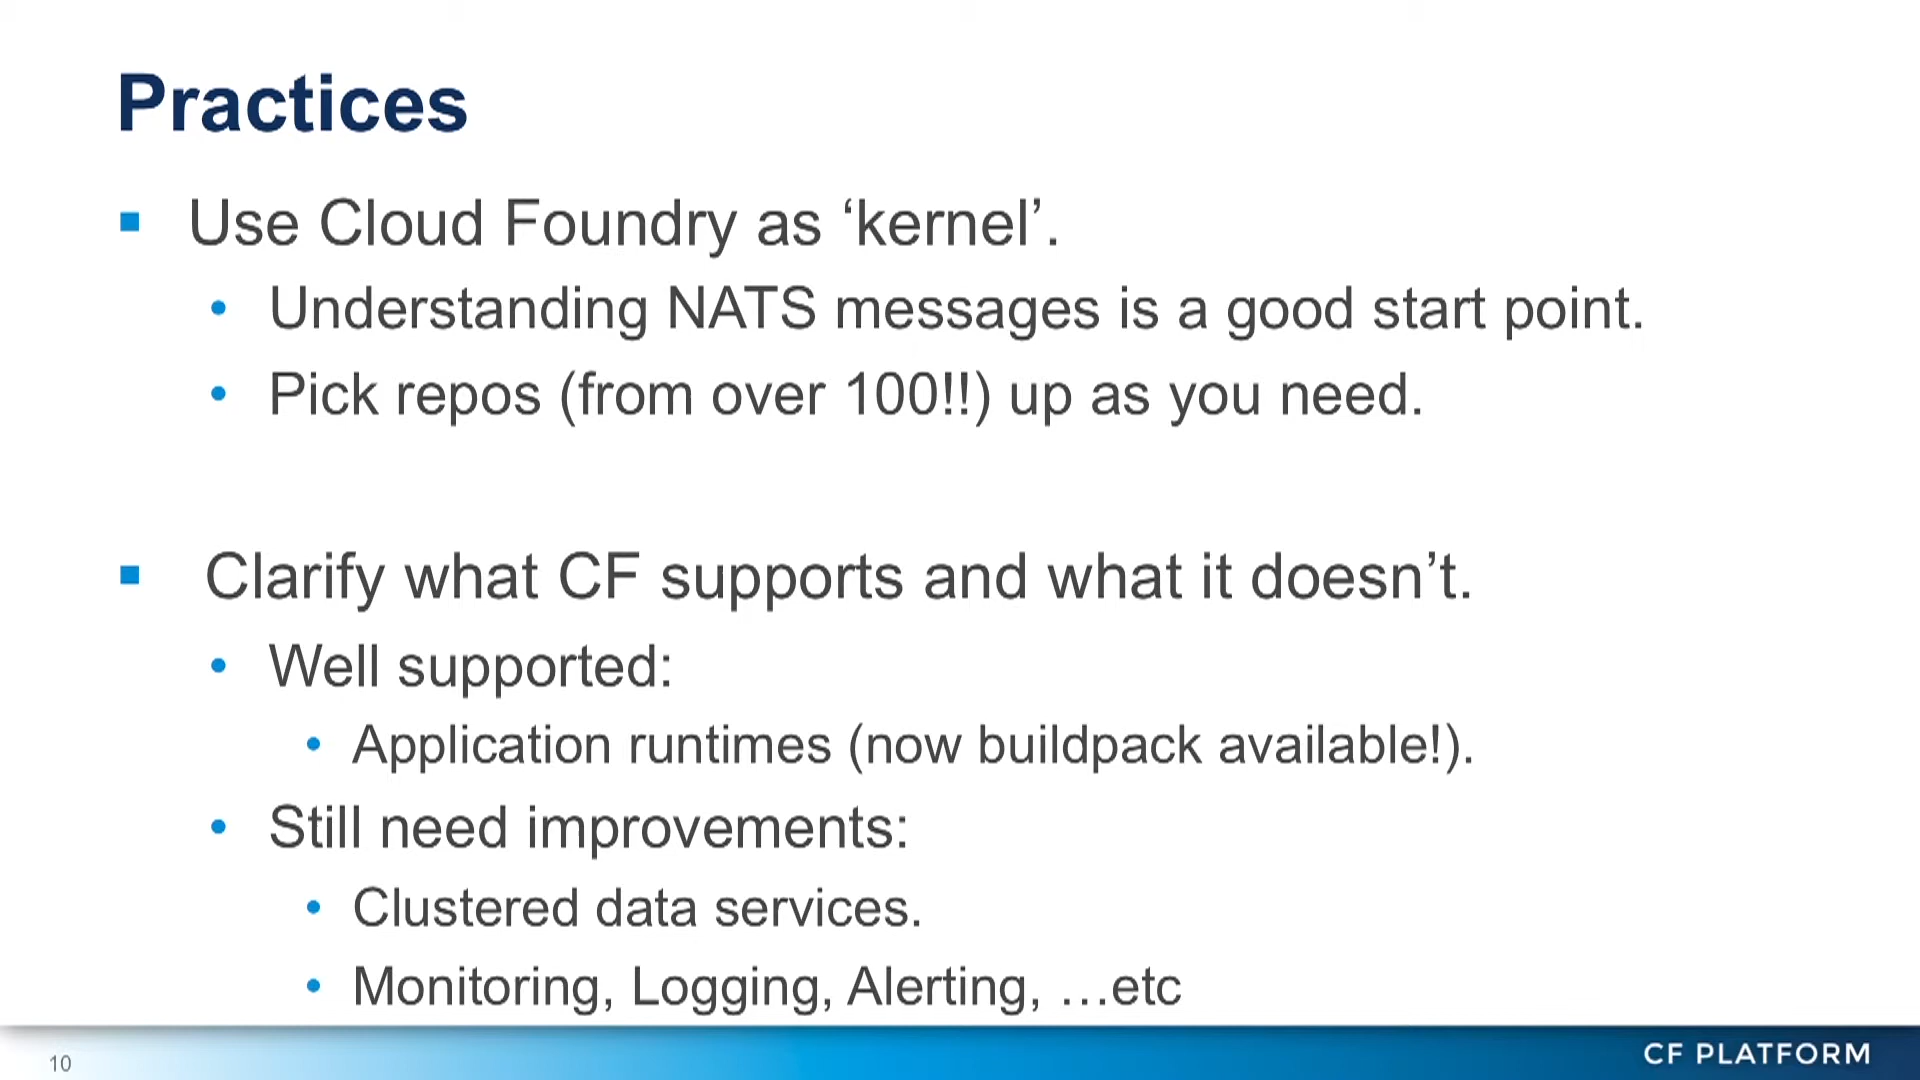 Practices
Use Cloud Foundry as ‘kernel’.
Understanding NATS messages is a good start point.
Pick repos (from over 100!!) up as you need.
Clarify what CF supports and what it doesn’t.
Well supported:
Application runtimes (now buildpack available!).
Still need improvements:
Clustered data services.
Monitoring, Logging, Alerting, …etc
10
CF PLATFORM